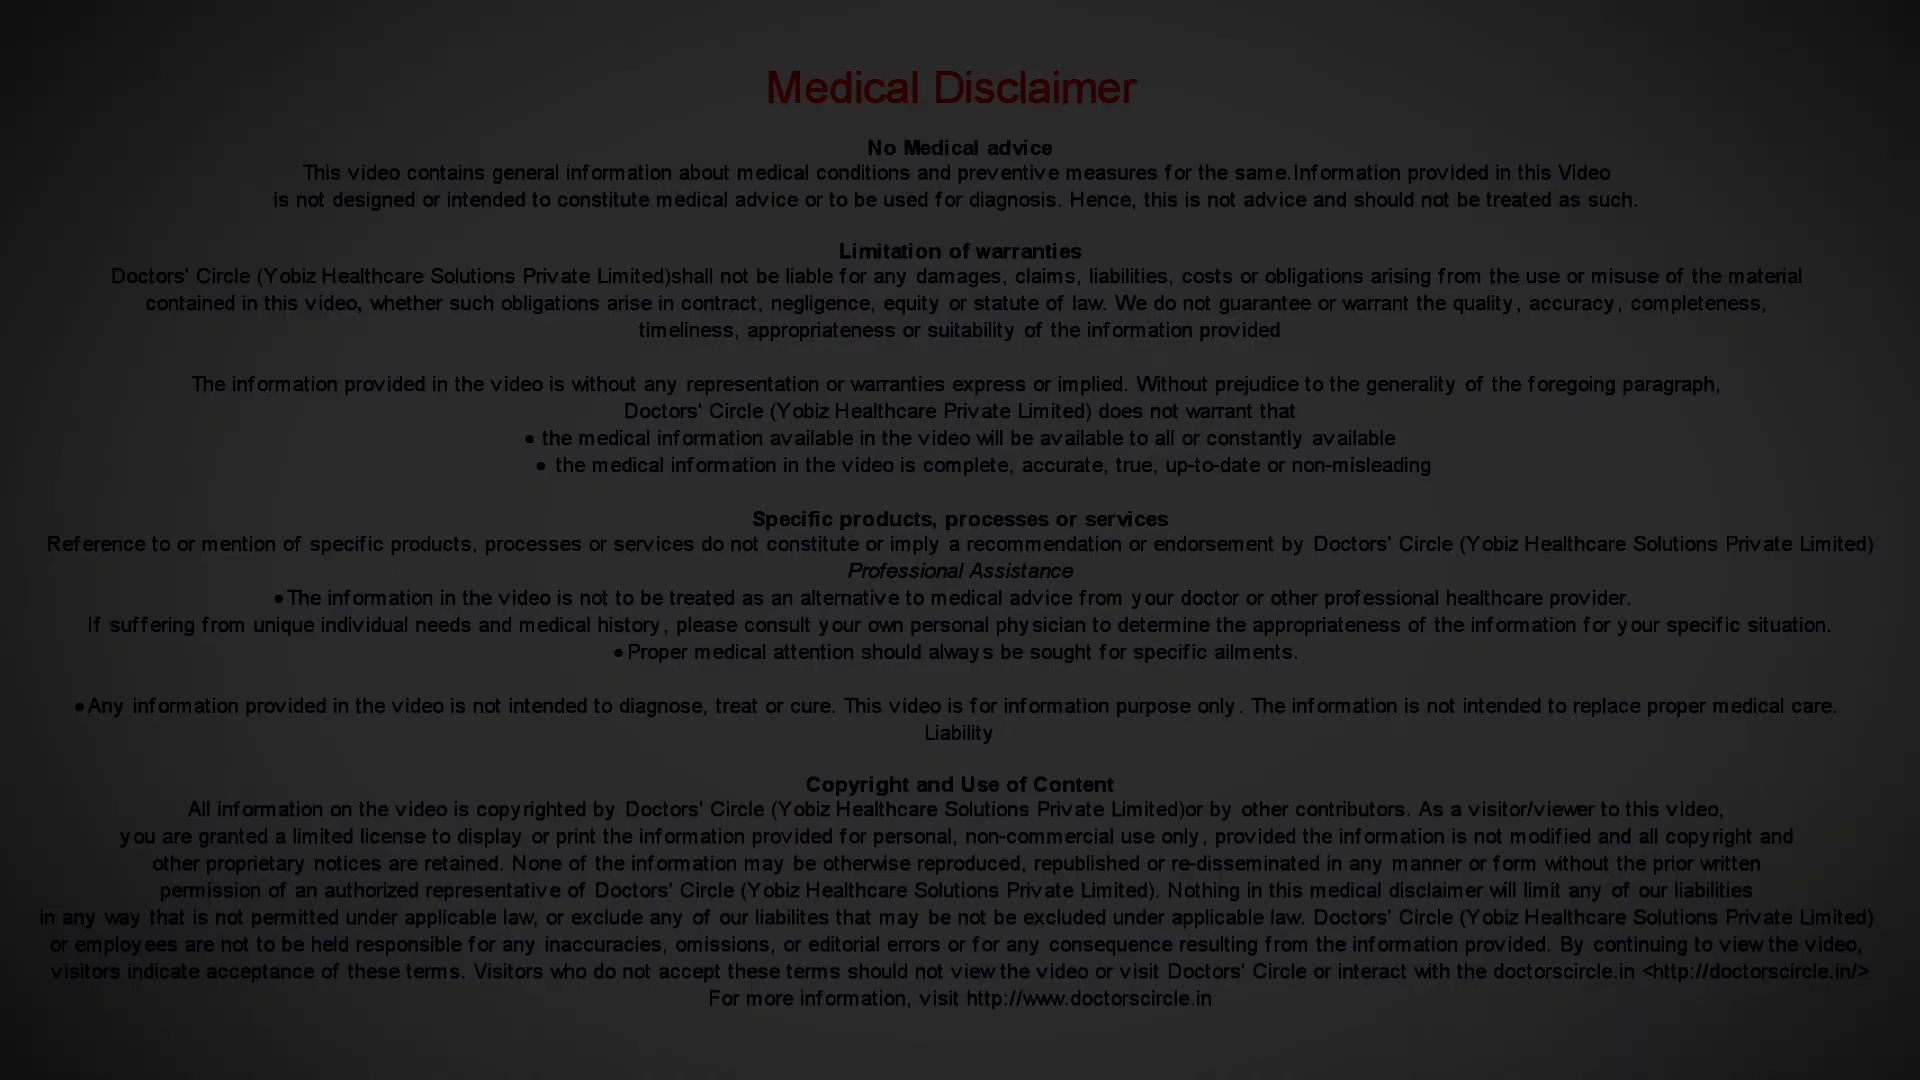 Medical Disclaimer
No Medical advice
This video contains general information about medical conditions and preventive measures for the same.Information provided in this Video
is not designed or intended to constitute medical advice or to be used for diagnosis. Hence, this is not advice and should not be treated as such.
Limitation of warranties
Doctors' Circle (Yobiz Healthcare Solutions Private Limited)shall not be liable for any damages, claims, liabilities, costs or obligations arising from the use or misuse of the material
contained in this video, whether such obligations arise in contract, negligence, equity or statute of law. We do not guarantee or warrant the quality, accuracy, completeness,
timeliness, appropriateness or suitability of the information provided
The information provided in the video is without any representation or warranties express or implied. Without prejudice to the generality of the foregoing paragraph,
Doctors' Circle (Yobiz Healthcare Private Limited) does not warrant that
● the medical information available in the video will be available to all or constantly available
● the medical information in the video is complete, accurate, true, up-to-date or non-misleading
Specific products, processes or services
Reference to or mention of specific products, processes or services do not constitute or imply a recommendation or endorsement by Doctors' Circle (Yobiz Healthcare Solutions Private Limited)
Professional Assistance
●The information in the video is not to be treated as an alternative to medical advice from your doctor or other professional healthcare provider.
If suffering from unique individual needs and medical history, please consult your own personal physician to determine the appropriateness of the information for your specific situation.
●Proper medical attention should always be sought for specific ailments.
●Any information provided in the video is not intended to diagnose, treat or cure. This video is for information purpose only. The information is not intended to replace proper medical care.
Liability
Copyright and Use of Content
All information on the video is copyrighted by Doctors' Circle (Yobiz Healthcare Solutions Private Limited)or by other contributors. As a visitor/viewer to this video,
you are granted a limited license to display or print the information provided for personal, non-commercial use only, provided the information is not modified and all copyright and
other proprietary notices are retained. None of the information may be otherwise reproduced, republished or re-disseminated in any manner or form without the prior written
permission of an authorized representative of Doctors' Circle (Yobiz Healthcare Solutions Private Limited). Nothing in this medical disclaimer will limit any of our liabilities
in any way that is not permitted under applicable law, or exclude any of our liabilites that may be not be excluded under applicable law. Doctors' Circle (Yobiz Healthcare Solutions Private Limited)
or employees are not to be held responsible for any inaccuracies, omissions, or editorial errors or for any consequence resulting from the information provided. By continuing to view the video,
visitors indicate acceptance of these terms. Visitors who do not accept these terms should not view the video or visit Doctors' Circle or interact with the doctorscircle.in <http://doctorscircle.in/>
For more information, visit http://www.doctorscircle.in